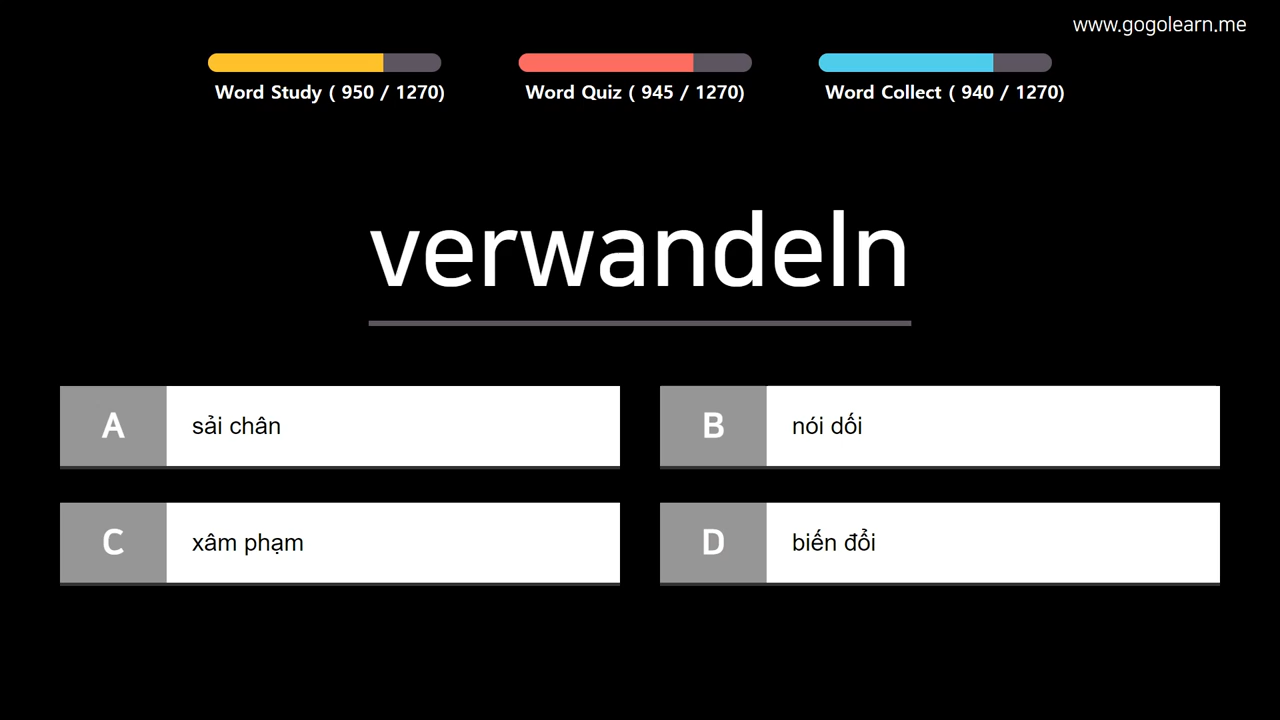 www.gogolearn.me
Word Study ( 950 / 1270)
Word Quiz ( 945 / 1270)
Word Collect ( 940 / 1270)
verwandeln
A sải chân
B nói dối
C xâm phạm
D biến đổi